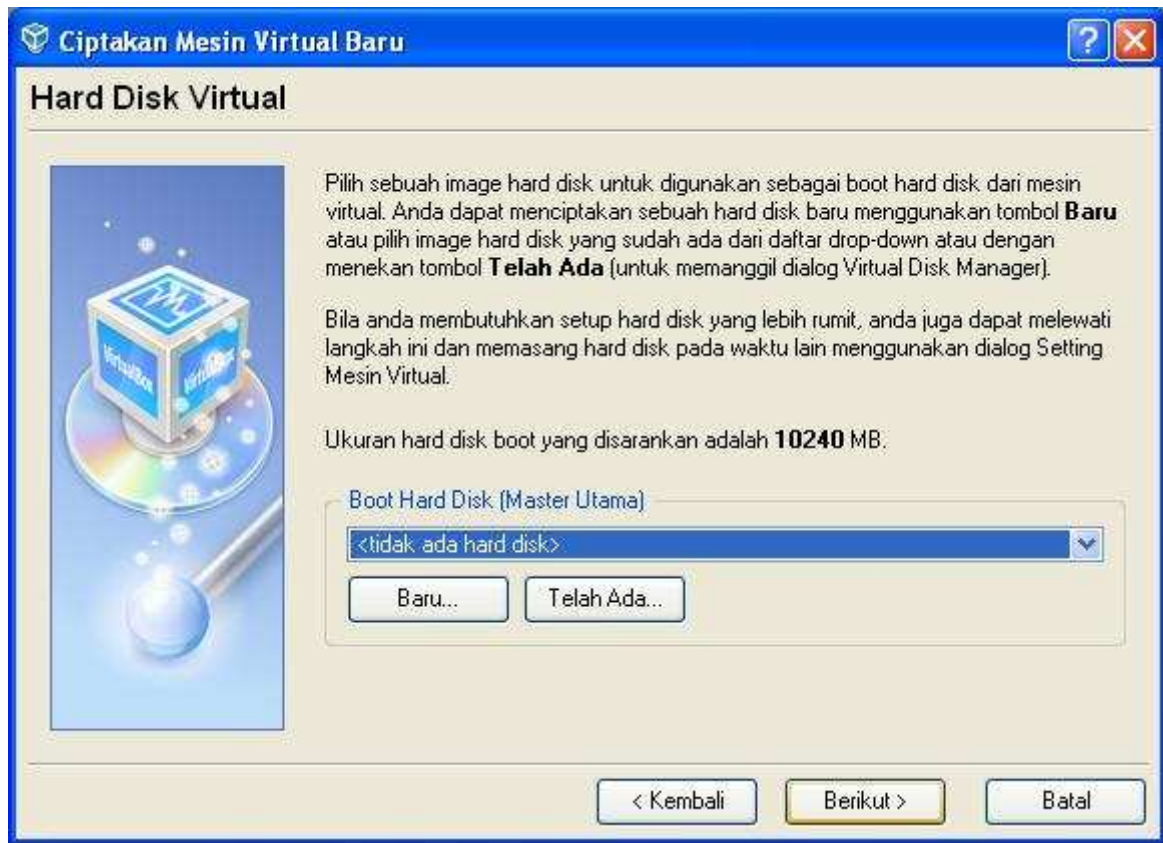 Ciptakan Mesin Virtual Baru
Hard Disk Virtual
Pilih sebuah image hard disk untuk digunakan sebagai boot hard disk dari mesin
virtual. Anda dapat menciptakan sebuah hard disk baru menggunakan tombol Baru
atau pilih image hard disk yang sudah ada dari daftar drop-down atau dengan
menekan tombol Telah Ada (untuk memanggil dialog Virtual Disk Manager).
Bila anda membutuhkan setup hard disk yang lebih rumit, anda juga dapat melewati
langkah ini dan memasang hard disk pada waktu lain menggunakan dialog Setting
Mesin Virtual.
Ukuran hard disk boot yang disarankan adalah 10240 MB.
Boot Hard Disk (Master Utama)
<tidak ada hard disk>
Baru...
Telah Ada...
VirtualBox
VirtualBox
< Kembali
Berikut >
Batal